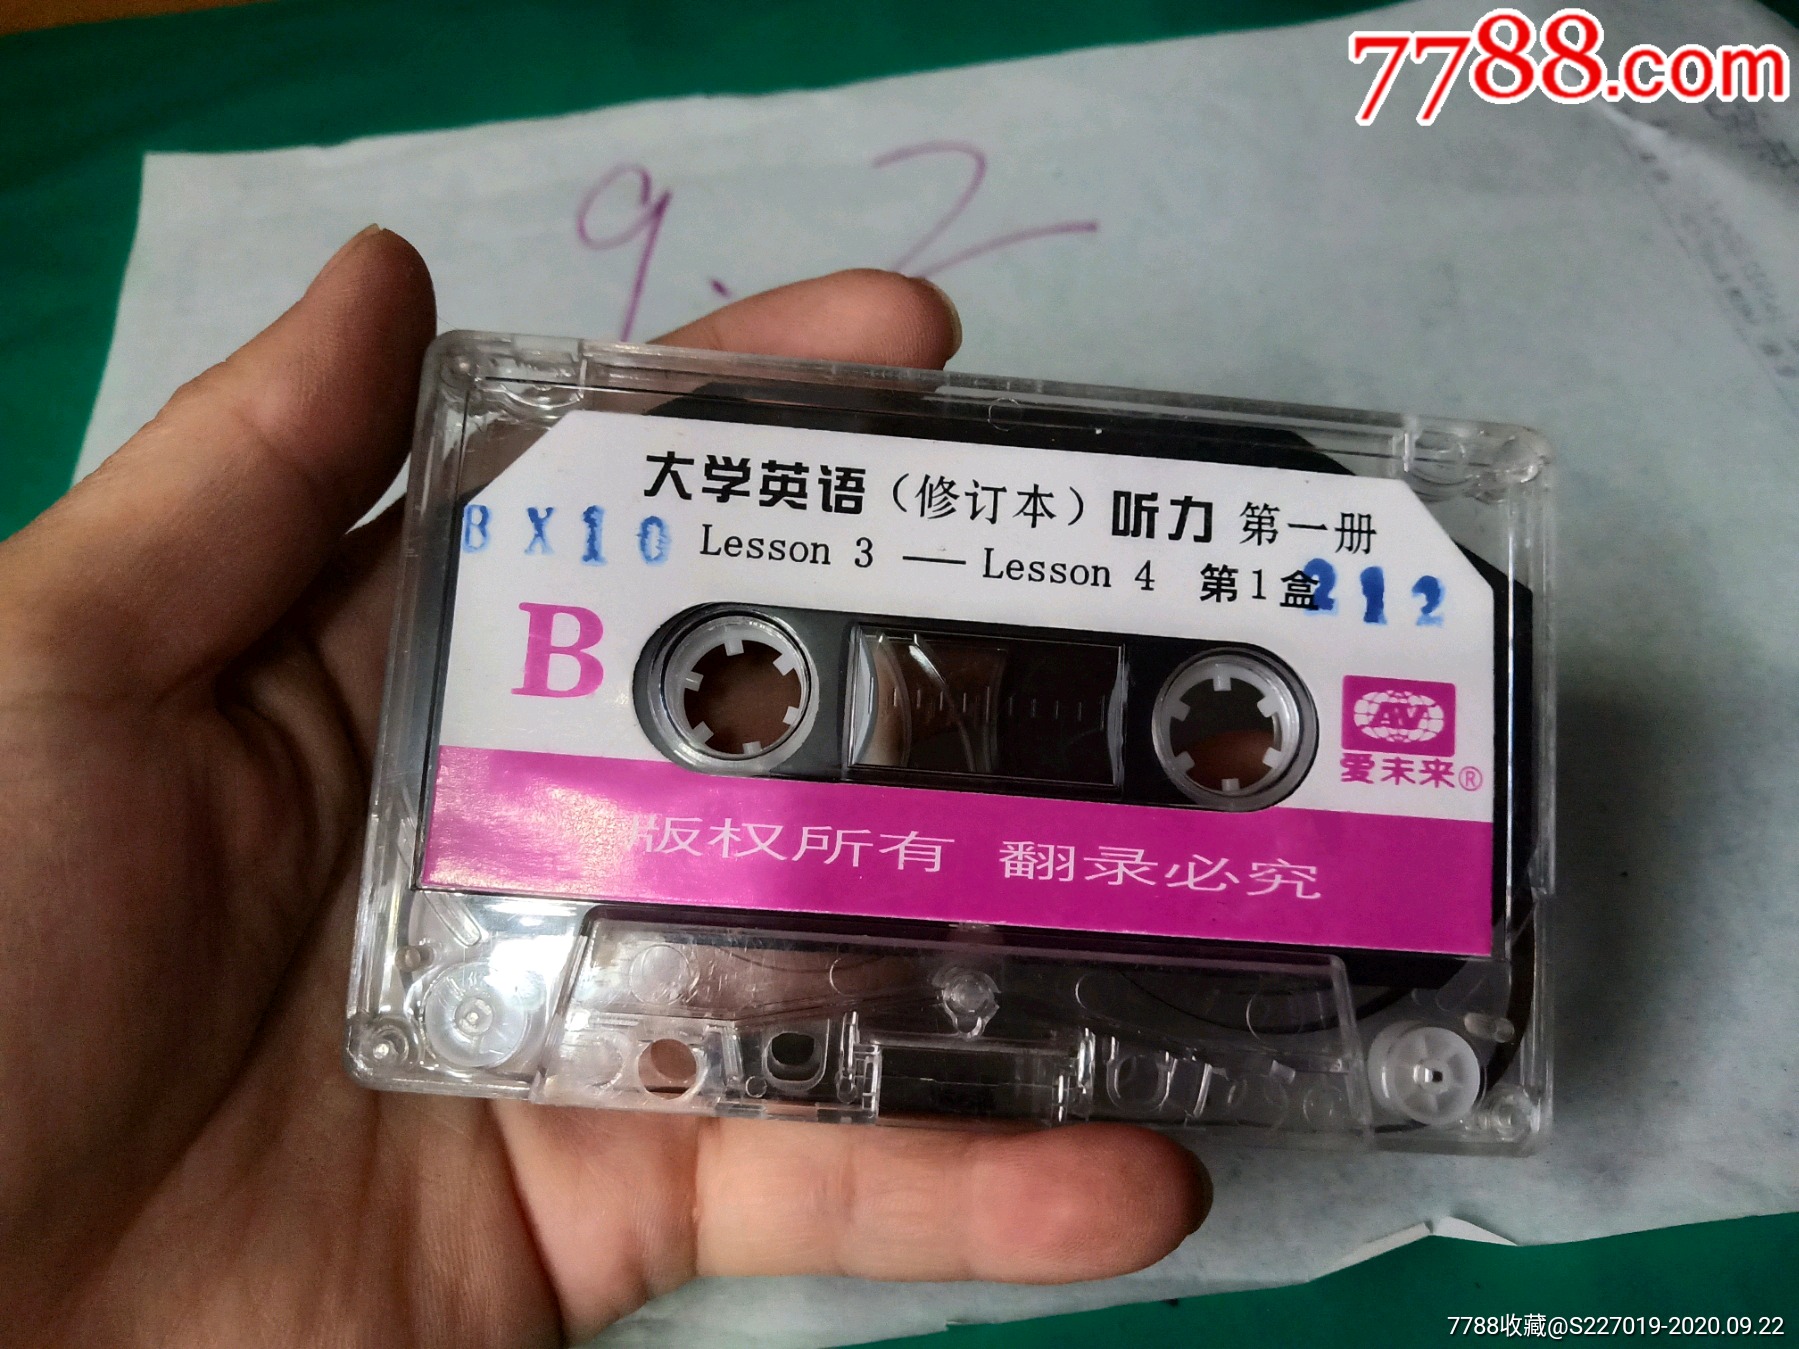 7788.com
9.2
大学英语（修订本）听力 第一册
BX10
Lesson 3 — Lesson 4 第1盒
212
B
AV
爱未来®
版权所有 翻录必究
7788收藏@S227019-2020.09.22